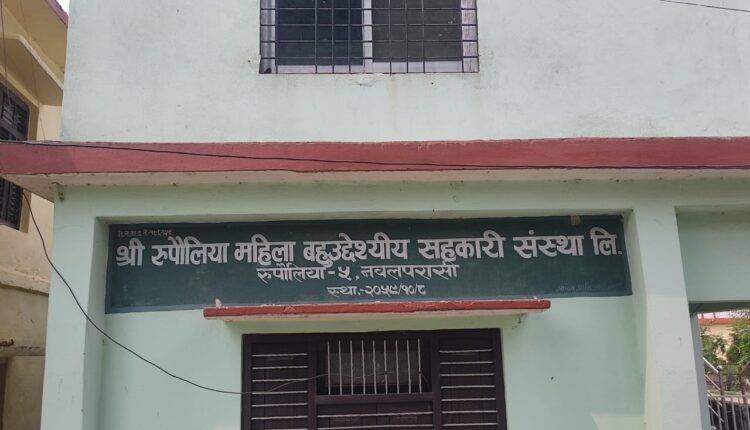 श्री रुपौलिया महिला बहुउद्देश्यीय सहकारी संस्था लि.
रुपौलिया-५, नवलपरासी
स्था.-२०५९/१०/८